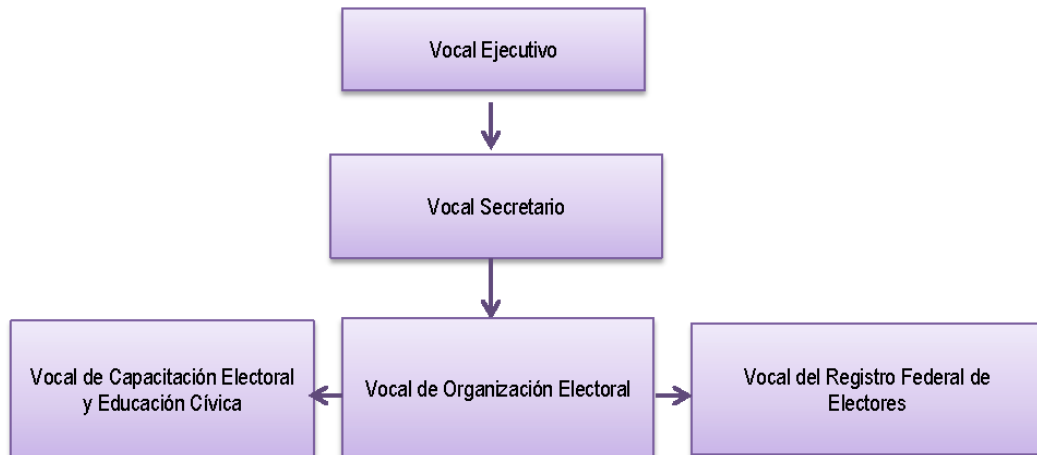 Vocal Ejecutivo
Vocal Secretario
Vocal de Capacitación Electoral
y Educación Cívica
Vocal de Organización Electoral
Vocal del Registro Federal de
Electores